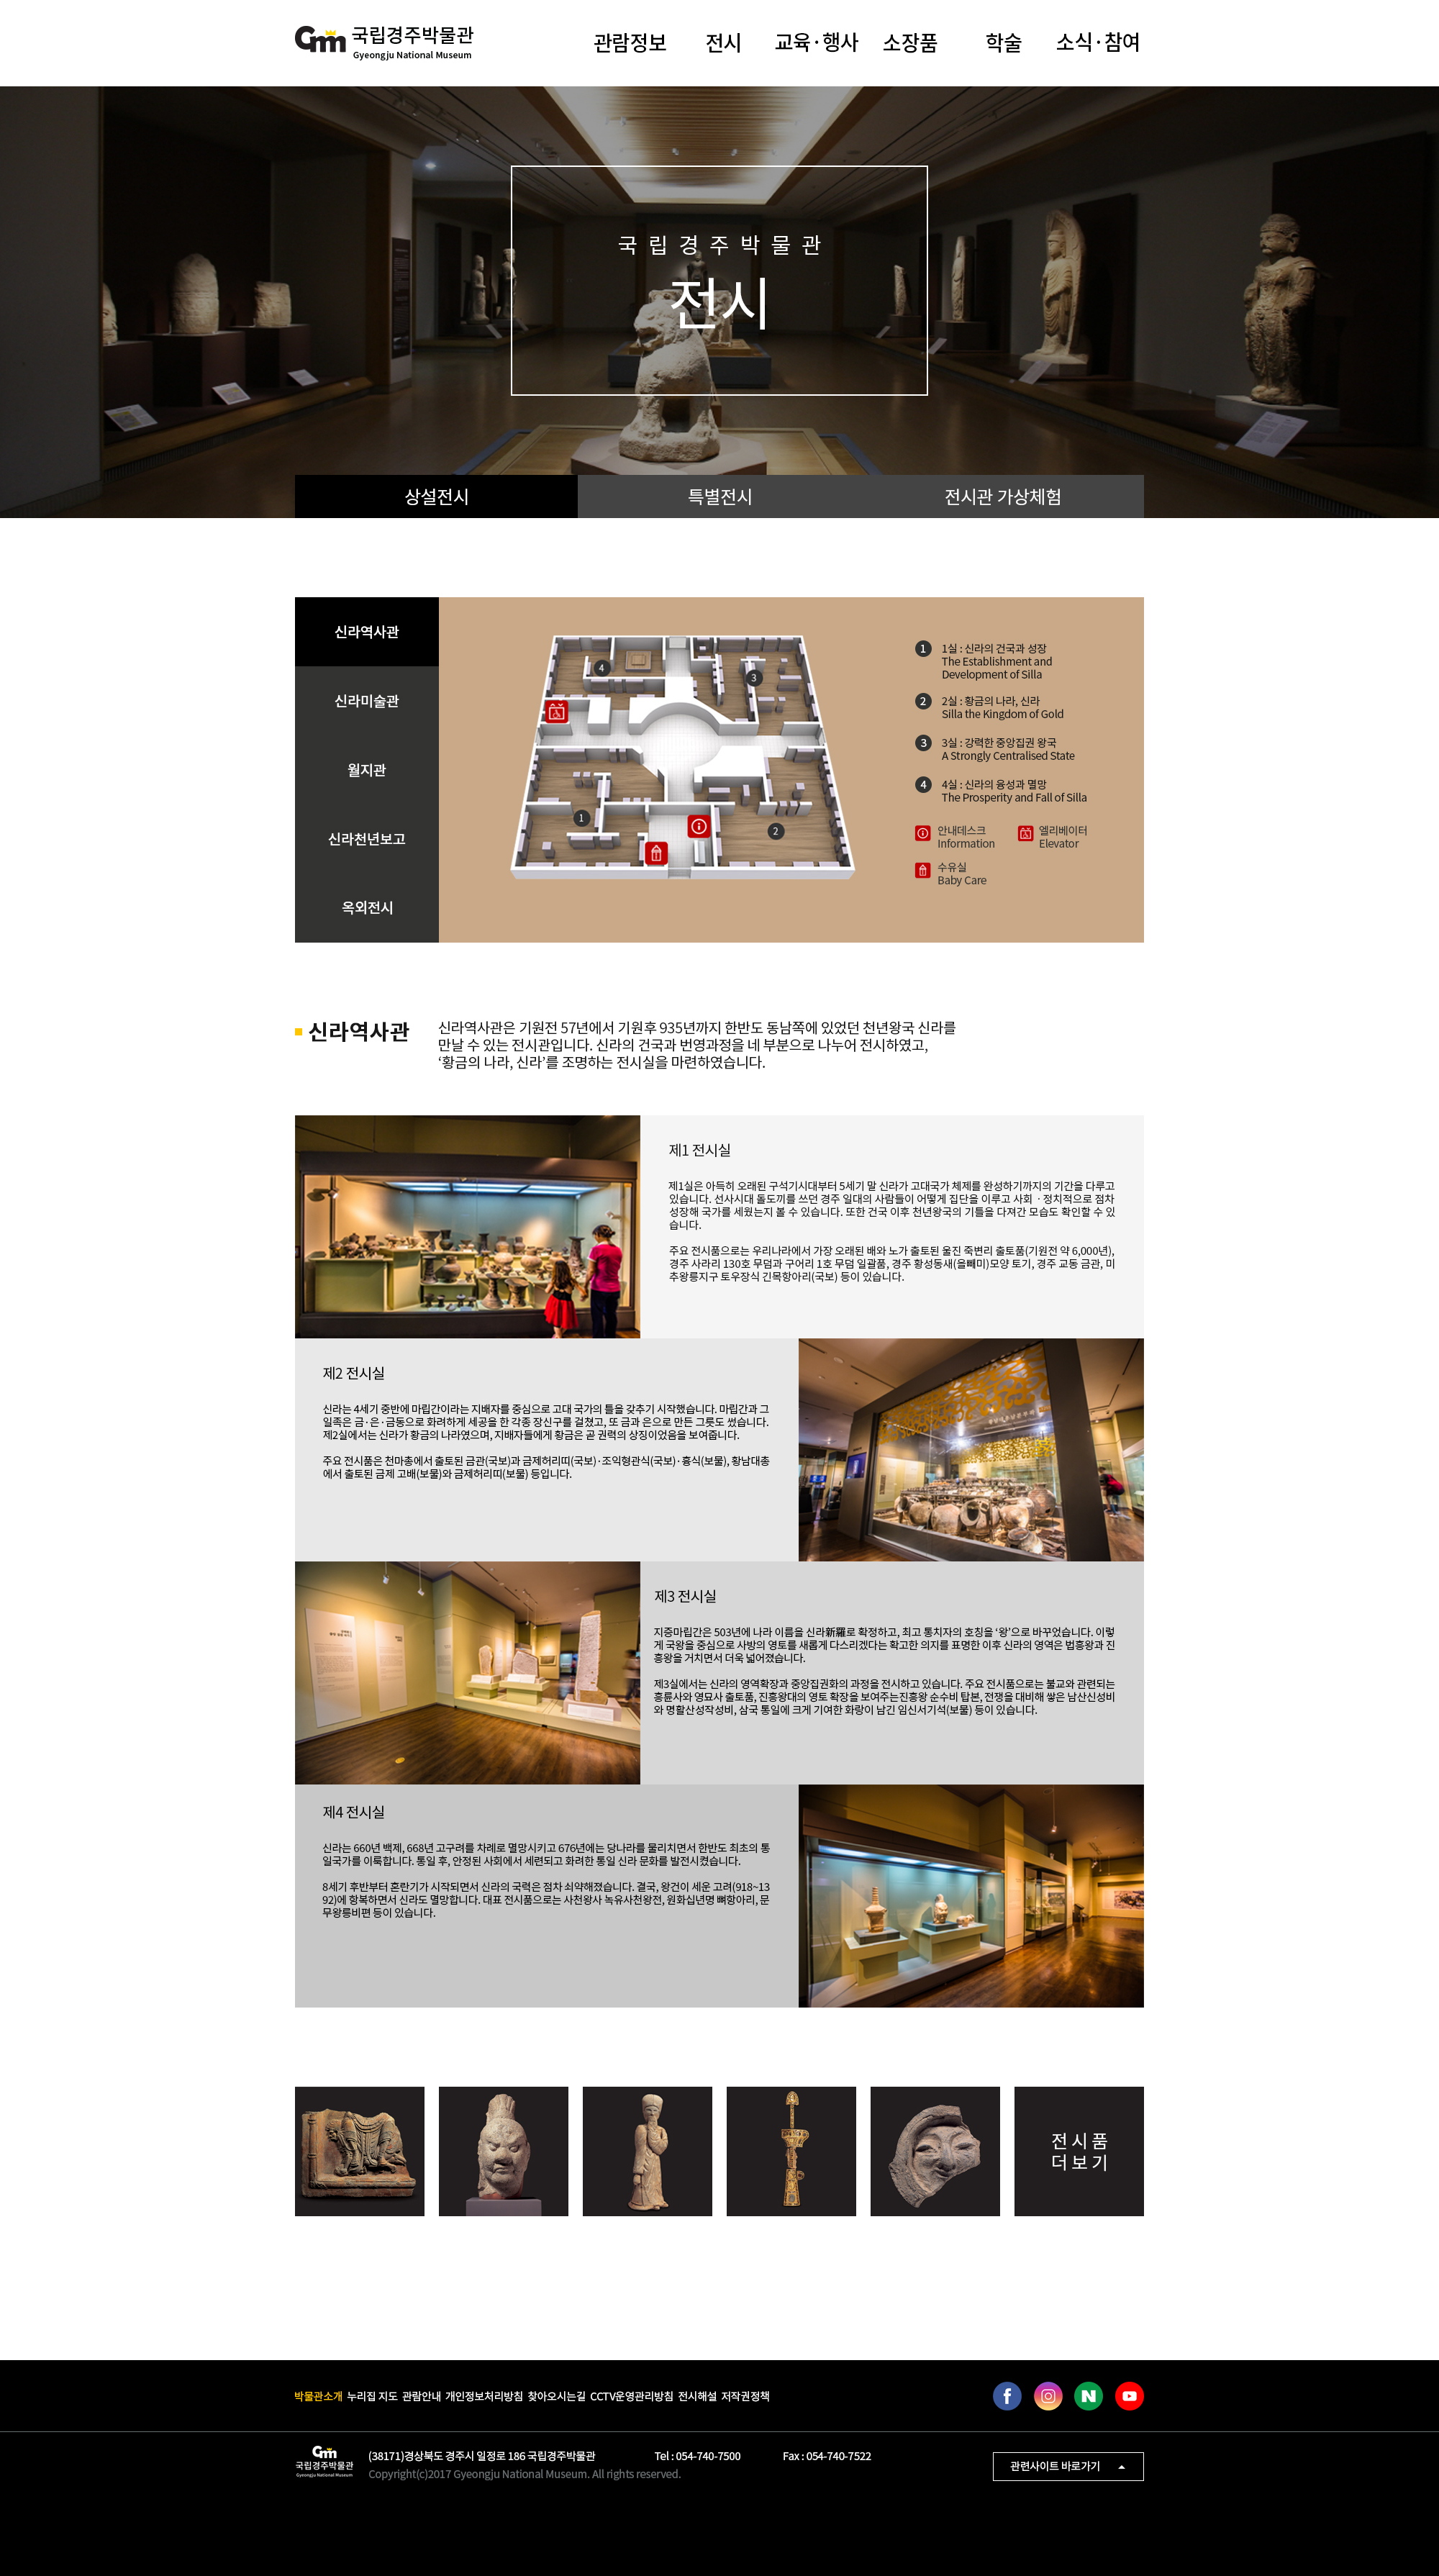 Gm 국립경주박물관
Gyeongju National Museum
관람정보 전시 교육·행사 소장품 학술 소식·참여
국립경주박물관
전시
상설전시 특별전시 전시관 가상체험
신라역사관
신라미술관
월지관
신라천년보고
옥외전시
4
3
1
2
1 1실 : 신라의 건국과 성장
The Establishment and
Development of Silla
2 2실 : 황금의 나라, 신라
Silla the Kingdom of Gold
3 3실 : 강력한 중앙집권 왕국
A Strongly Centralised State
4 4실 : 신라의 융성과 멸망
The Prosperity and Fall of Silla
안내데스크 엘리베이터
Information Elevator
수유실
Baby Care
신라역사관
신라역사관은 기원전 57년에서 기원후 935년까지 한반도 동남쪽에 있었던 천년왕국 신라를
만날 수 있는 전시관입니다. 신라의 건국과 번영과정을 네 부분으로 나누어 전시하였고,
‘황금의 나라, 신라’를 조명하는 전시실을 마련하였습니다.
제1 전시실
제1실은 아득히 오래된 구석기시대부터 5세기 말 신라가 고대국가 체제를 완성하기까지의 기간을 다루고
있습니다. 선사시대 돌도끼를 쓰던 경주 일대의 사람들이 어떻게 집단을 이루고 사회 · 정치적으로 점차
성장해 국가를 세웠는지 볼 수 있습니다. 또한 건국 이후 천년왕국의 기틀을 다져간 모습도 확인할 수 있
습니다.
주요 전시품으로는 우리나라에서 가장 오래된 배와 노가 출토된 울진 죽변리 출토품(기원전 약 6,000년),
경주 사라리 130호 무덤과 구어리 1호 무덤 일괄품, 경주 황성동새(올빼미)모양 토기, 경주 교동 금관, 미
추왕릉지구 토우장식 긴목항아리(국보) 등이 있습니다.
제2 전시실
신라는 4세기 중반에 마립간이라는 지배자를 중심으로 고대 국가의 틀을 갖추기 시작했습니다. 마립간과 그
일족은 금·은·금동으로 화려하게 세공을 한 각종 장신구를 걸쳤고, 또 금과 은으로 만든 그릇도 썼습니다.
제2실에서는 신라가 황금의 나라였으며, 지배자들에게 황금은 곧 권력의 상징이었음을 보여줍니다.
주요 전시품은 천마총에서 출토된 금관(국보)과 금제허리띠(국보)·조익형관식(국보)·흉식(보물), 황남대총
에서 출토된 금제 고배(보물)와 금제허리띠(보물) 등입니다.
제3 전시실
지증마립간은 503년에 나라 이름을 신라新羅로 확정하고, 최고 통치자의 호칭을 ‘왕’으로 바꾸었습니다. 이렇
게 국왕을 중심으로 사방의 영토를 새롭게 다스리겠다는 확고한 의지를 표명한 이후 신라의 영역은 법흥왕과 진
흥왕을 거치면서 더욱 넓어졌습니다.
제3실에서는 신라의 영역확장과 중앙집권화의 과정을 전시하고 있습니다. 주요 전시품으로는 불교와 관련되는
흥륜사와 영묘사 출토품, 진흥왕대의 영토 확장을 보여주는진흥왕 순수비 탑본, 전쟁을 대비해 쌓은 남산신성비
와 명활산성작성비, 삼국 통일에 크게 기여한 화랑이 남긴 임신서기석(보물) 등이 있습니다.
제4 전시실
신라는 660년 백제, 668년 고구려를 차례로 멸망시키고 676년에는 당나라를 물리치면서 한반도 최초의 통
일국가를 이룩합니다. 통일 후, 안정된 사회에서 세련되고 화려한 통일 신라 문화를 발전시켰습니다.
8세기 후반부터 혼란기가 시작되면서 신라의 국력은 점차 쇠약해졌습니다. 결국, 왕건이 세운 고려(918~13
92)에 항복하면서 신라도 멸망합니다. 대표 전시품으로는 사천왕사 녹유사천왕전, 원화십년명 뼈항아리, 문
무왕릉비편 등이 있습니다.
전시품
더보기
박물관소개 누리집 지도 관람안내 개인정보처리방침 찾아오시는길 CCTV운영관리방침 전시해설 저작권정책
국립경주박물관
Gyeongju National Museum
(38171)경상북도 경주시 일정로 186 국립경주박물관 Tel : 054-740-7500 Fax : 054-740-7522
Copyright(c)2017 Gyeongju National Museum. All rights reserved.
관련사이트 바로가기